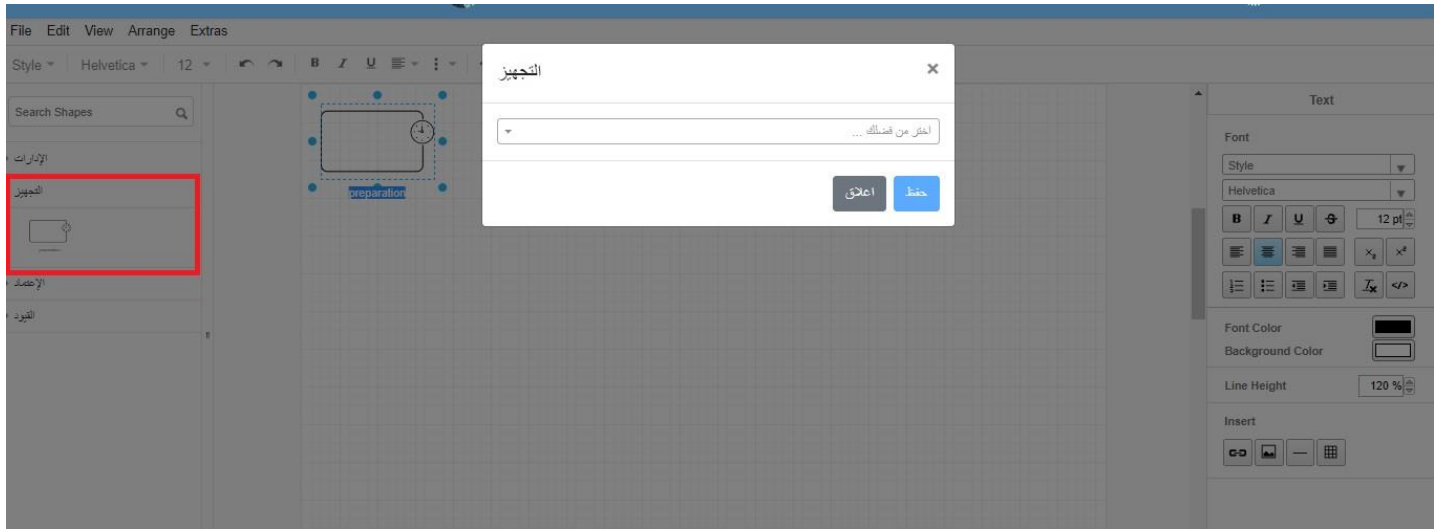 File Edit View Arrange Extras
Style Helvetica 12 B I U
Search Shapes
الإدارات
التجهيز
الإعتماد
القيود
preparation
التجهيز ×
اختر من فضلك ...
حفظ اعلاق
Text
Font
Style
Helvetica
B I U S 12 pt
Font Color
Background Color
Line Height 120 %
Insert